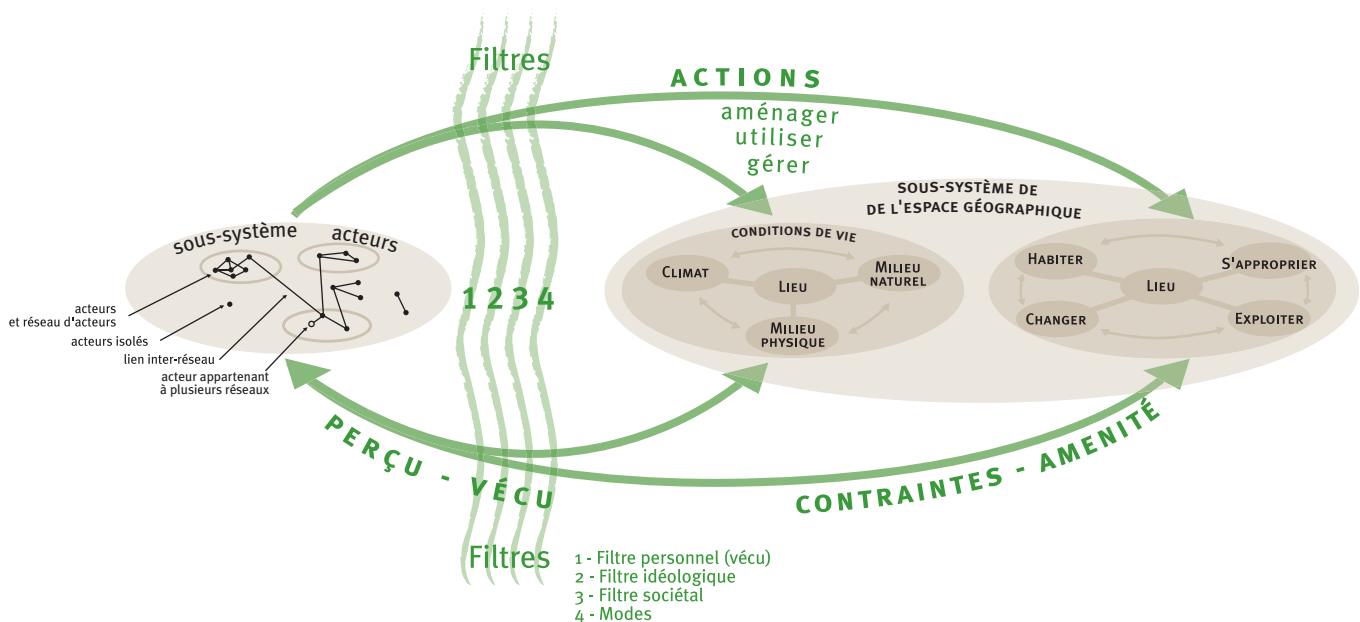 Filtres
ACTIONS
aménager
utiliser
gérer
sous-système acteurs
acteurs
et réseau d'acteurs
acteurs isolés
lien inter-réseau
acteur appartenant
à plusieurs réseaux
1 2 3 4
SOUS-SYSTÈME DE
DE L'ESPACE GÉOGRAPHIQUE
CONDITIONS DE VIE
CLIMAT
LIEU
MILIEU
NATUREL
MILIEU
PHYSIQUE
HABITER
S'APPROPRIER
LIEU
CHANGER
EXPLOITER
PERÇU - VÉCU
CONTRAINTES - AMENITÉ
Filtres
1 - Filtre personnel (vécu)
2 - Filtre idéologique
3 - Filtre sociétal
4 - Modes